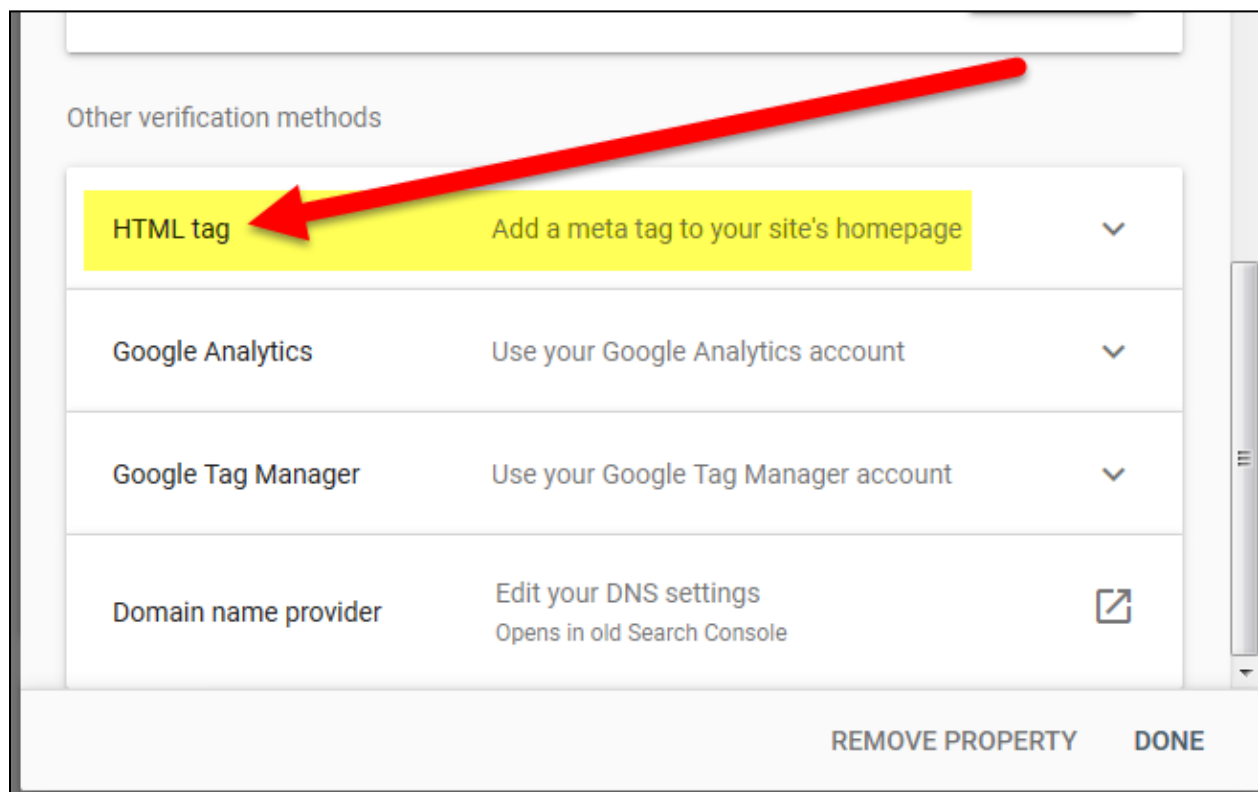 Other verification methods
HTML tag Add a meta tag to your site's homepage
Google Analytics Use your Google Analytics account
Google Tag Manager Use your Google Tag Manager account
Domain name provider Edit your DNS settings
Opens in old Search Console
REMOVE PROPERTY DONE